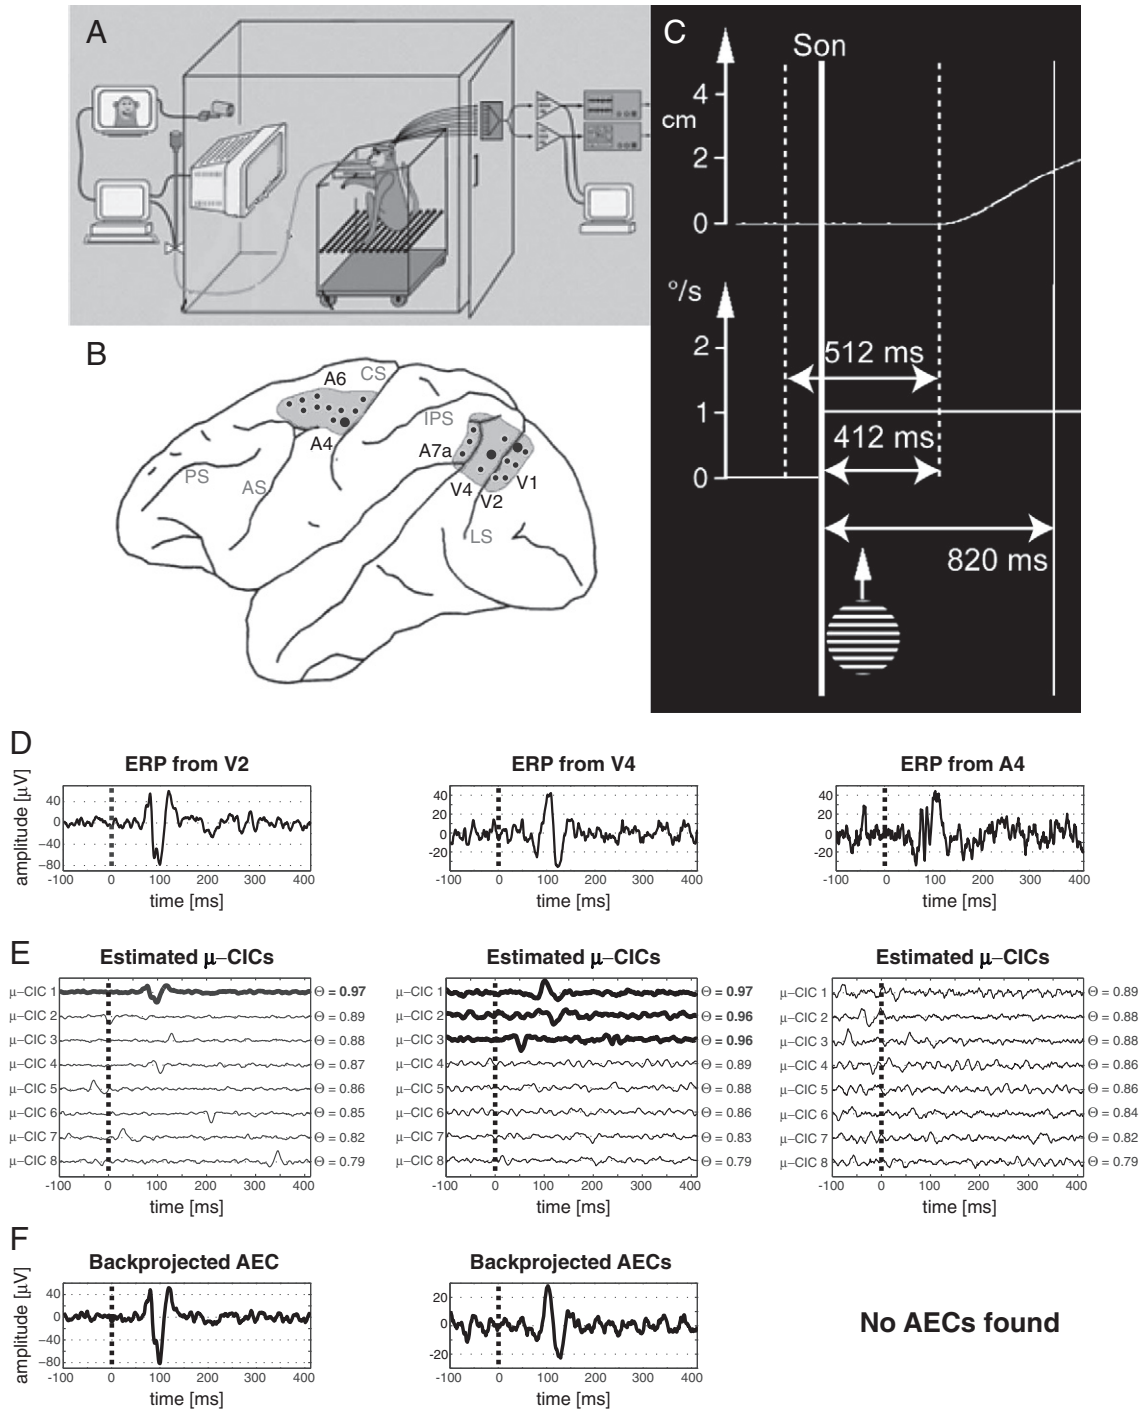 A
B
A6
CS
IPS
A4
A7a
PS
AS
V4
V2
V1
LS
C
Son
4
cm
2
0
°/s
2
512 ms
1
412 ms
0
820 ms
D
ERP from V2
ERP from V4
ERP from A4
amplitude [μV]
40
0
−40
−80
-100 0 100 200 300 400
time [ms]
40
20
0
-20
-100 0 100 200 300 400
time [ms]
40
20
0
−20
-100 0 100 200 300 400
time [ms]
E
Estimated μ−CICs
μ−CIC 1 Θ = 0.97
μ−CIC 2 Θ = 0.89
μ−CIC 3 Θ = 0.88
μ−CIC 4 Θ = 0.87
μ−CIC 5 Θ = 0.86
μ−CIC 6 Θ = 0.85
μ−CIC 7 Θ = 0.82
μ−CIC 8 Θ = 0.79
-100 0 100 200 300 400
time [ms]
Estimated μ−CICs
μ−CIC 1 Θ = 0.97
μ−CIC 2 Θ = 0.96
μ−CIC 3 Θ = 0.96
μ−CIC 4 Θ = 0.89
μ−CIC 5 Θ = 0.88
μ−CIC 6 Θ = 0.86
μ−CIC 7 Θ = 0.83
μ−CIC 8 Θ = 0.79
-100 0 100 200 300 400
time [ms]
Estimated μ−CICs
μ−CIC 1 Θ = 0.89
μ−CIC 2 Θ = 0.88
μ−CIC 3 Θ = 0.88
μ−CIC 4 Θ = 0.86
μ−CIC 5 Θ = 0.86
μ−CIC 6 Θ = 0.84
μ−CIC 7 Θ = 0.82
μ−CIC 8 Θ = 0.79
-100 0 100 200 300 400
time [ms]
F
Backprojected AEC
amplitude [μV]
40
0
−40
−80
-100 0 100 200 300 400
time [ms]
Backprojected AECs
20
0
-20
-100 0 100 200 300 400
time [ms]
No AECs found